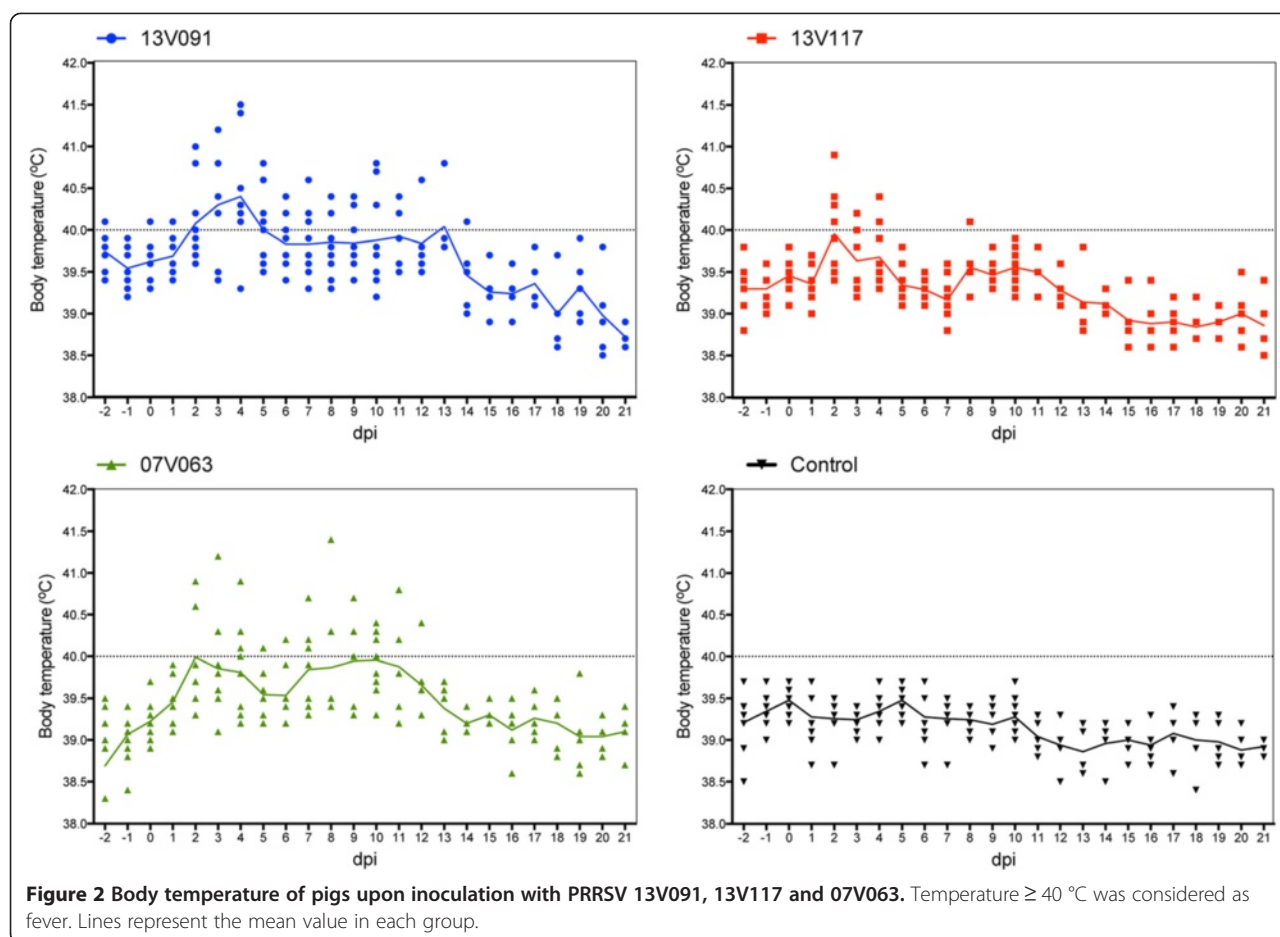 13V091
42.0
41.5
41.0
40.5
40.0
39.5
39.0
38.5
38.0
Body temperature (ºC)
-2 -1 0 1 2 3 4 5 6 7 8 9 10 11 12 13 14 15 16 17 18 19 20 21
dpi
13V117
42.0
41.5
41.0
40.5
40.0
39.5
39.0
38.5
38.0
Body temperature (ºC)
-2 -1 0 1 2 3 4 5 6 7 8 9 10 11 12 13 14 15 16 17 18 19 20 21
dpi
07V063
42.0
41.5
41.0
40.5
40.0
39.5
39.0
38.5
38.0
Body temperature (ºC)
-2 -1 0 1 2 3 4 5 6 7 8 9 10 11 12 13 14 15 16 17 18 19 20 21
dpi
Control
42.0
41.5
41.0
40.5
40.0
39.5
39.0
38.5
38.0
Body temperature (ºC)
-2 -1 0 1 2 3 4 5 6 7 8 9 10 11 12 13 14 15 16 17 18 19 20 21
dpi
Figure 2 Body temperature of pigs upon inoculation with PRRSV 13V091, 13V117 and 07V063. Temperature ≥ 40 °C was considered as
fever. Lines represent the mean value in each group.